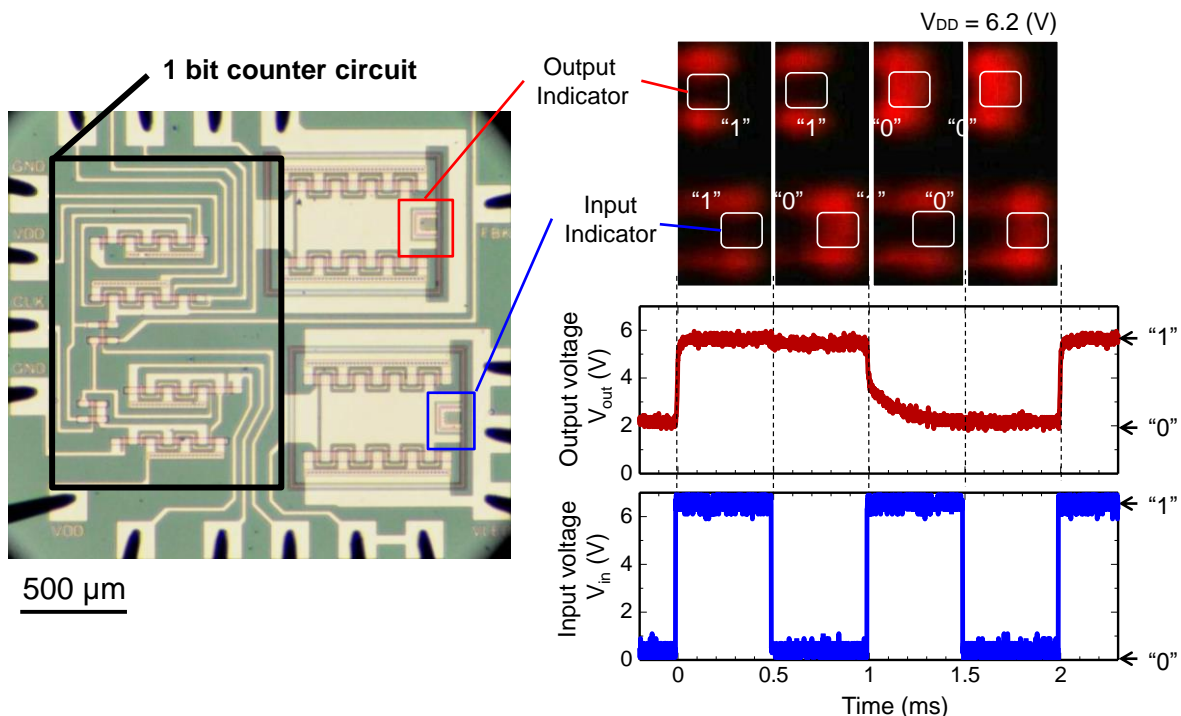 1 bit counter circuit
GND
VDD
CLK
GND
VDD
FBK
500 μm
Output
Indicator
Input
Indicator
VDD = 6.2 (V)
“1” “1” “0” “0”
“1” “0” “1” “0”
Output voltage
Vout (V)
6
4
2
0
“1”
“0”
Input voltage
Vin (V)
6
4
2
0
“1”
“0”
0 0.5 1 1.5 2
Time (ms)